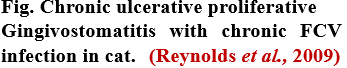 Fig. Chronic ulcerative proliferative
Gingivostomatitis with chronic FCV
infection in cat. (Reynolds et al., 2009)